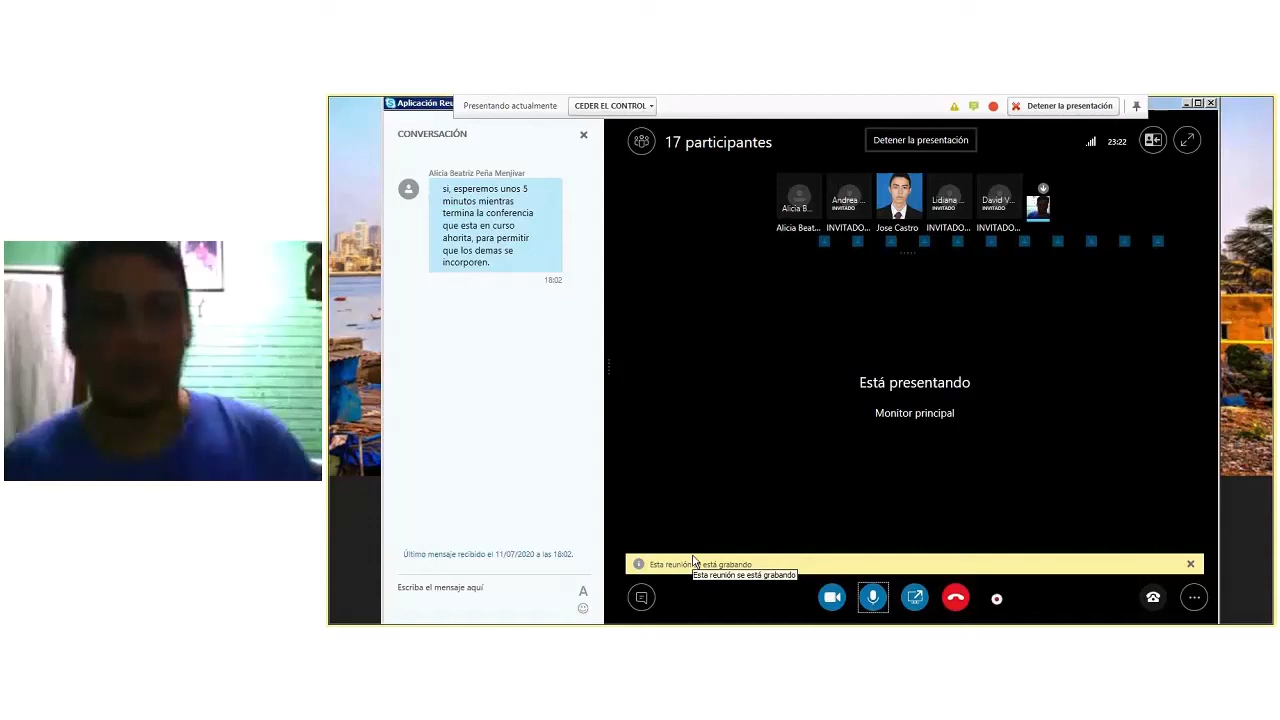 Aplicación Reu
Presentando actualmente
CEDER EL CONTROL
Detener la presentación
CONVERSACIÓN
17 participantes
Detener la presentación
23:22
Alicia Beatriz Peña Menjivar
si, esperemos unos 5
minutos mientras
termina la conferencia
que esta en curso
ahorita, para permitir
que los demas se
incorporen.
18:02
Alicia B...
Andrea ...
INVITADO
Lidiana ...
INVITADO
David V...
INVITADO
Alicia Beat...
INVITADO...
Jose Castro
INVITADO...
INVITADO...
Está presentando
Monitor principal
Último mensaje recibido el 11/07/2020 a las 18:02.
Escriba el mensaje aquí
A
Esta reunión se está grabando
Esta reunión se está grabando